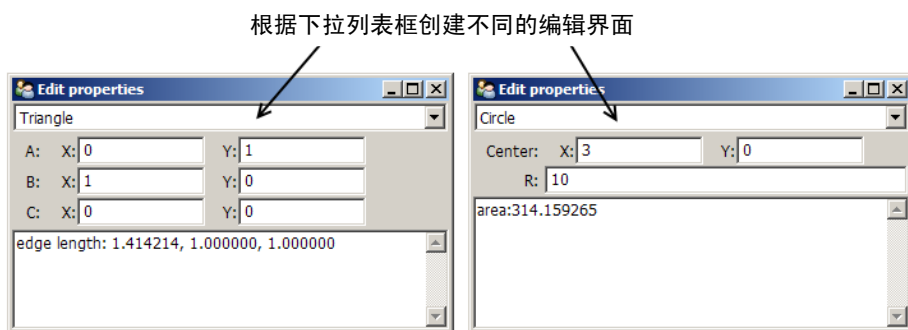 根据下拉列表框创建不同的编辑界面
Edit properties
Triangle
A: X: 0 Y: 1
B: X: 1 Y: 0
C: X: 0 Y: 0
edge length: 1.414214, 1.000000, 1.000000
Edit properties
Circle
Center: X: 3 Y: 0
R: 10
area:314.159265